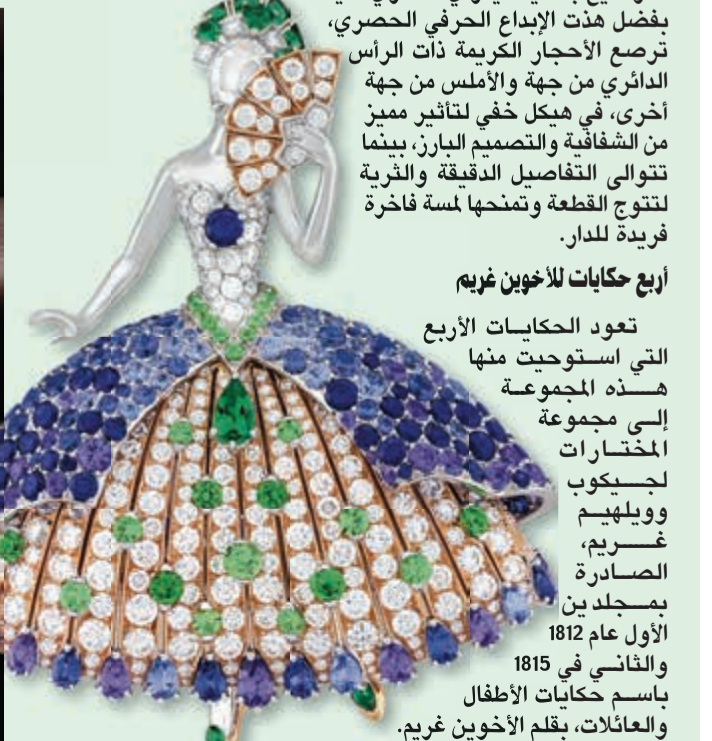 بفضل هذت الإبداع الحرفي الحصري،
ترصع الأحجار الكريمة ذات الرأس
الدائري من جهة والأملس من جهة
أخرى، في هيكل خفي لتأثير مميز
من الشفافية والتصميم البارز، بينما
تتوالى التفاصيل الدقيقة والثرية
لتتوج القطعة وتمنحها لمسة فاخرة
فريدة للدار.
أربع حكايات للأخوين غريم
تعود الحكايات الأربع
التي استوحيت منها
هذه المجموعة
إلى مجموعة
المختارات
لجيكوب
وويلهيم
غريم،
الصادرة
بمجلدين
الأول عام 1812
والثاني في 1815
باسم حكايات الأطفال
والعائلات، بقلم الأخوين غريم.